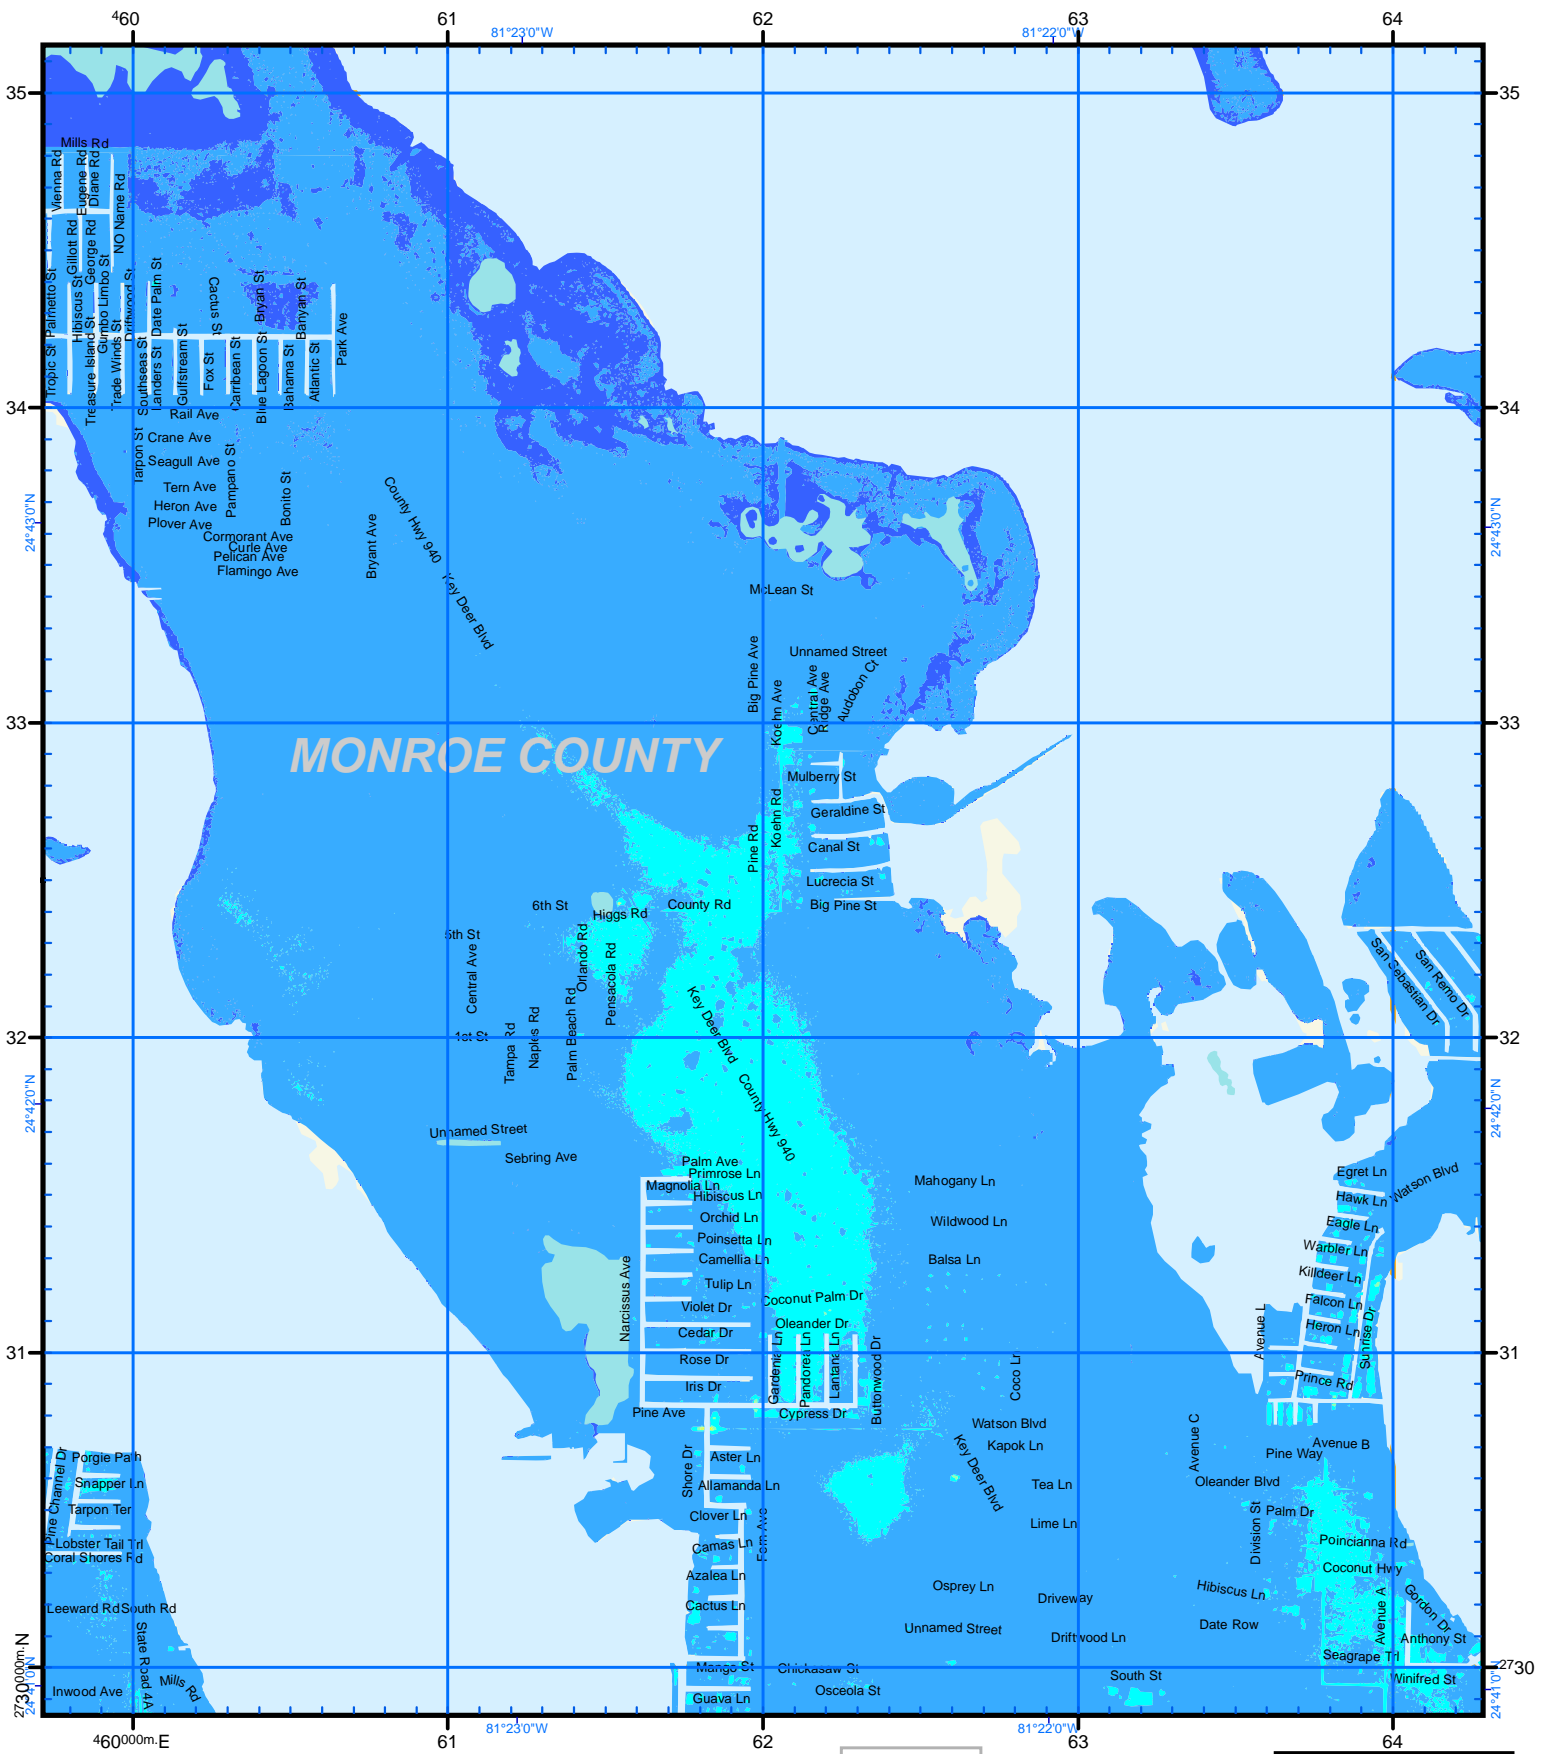 460 61 62 63 64
81°23'0"W 81°22'0"W
35 35
Mills Rd
Vienna Rd
Eugene Rd
Diane Rd
NO Name Rd
Gillott Rd
George Rd
Palmetto St
Hibiscus St
Gumbo Limbo St
Driftwood St
Date Palm St
Cactus St
Bryan St
Banyan St
Park Ave
Tropic St
Treasure Island St
Trade Winds St
Southseas St
Landers St
Gulfstream St
Fox St
Carribean St
Blue Lagoon St
Bahama St
Atlantic St
34 34
Rail Ave
Crane Ave
Tarpon St
Seagull Ave
Pampano St
Tern Ave
Bonito St
Heron Ave
Plover Ave
Cormorant Ave
Curle Ave
Pelican Ave
Flamingo Ave
Bryant Ave
County Hwy 940
Key Deer Blvd
24°43'0"N 24°43'0"N
McLean St
Unnamed Street
Big Pine Ave
Koehn Ave
Central Ave
Ridge Ave
Audobon Ct
33 33
MONROE COUNTY
Mulberry St
Geraldine St
Koehn Rd
Pine Rd
Canal St
Lucrecia St
Big Pine St
6th St
Higgs Rd
County Rd
5th St
Central Ave
Orlando Rd
Pensacola Rd
San Sebastian Dr
San Remo Dr
Key Deer Blvd
32 32
1st St
Tampa Rd
Naples Rd
Palm Beach Rd
24°42'0"N 24°42'0"N
County Hwy 940
Unnamed Street
Sebring Ave
Palm Ave
Primrose Ln
Magnolia Ln
Hibiscus Ln
Mahogany Ln
Egret Ln
Watson Blvd
Hawk Ln
Orchid Ln
Wildwood Ln
Eagle Ln
Poinsetta Ln
Warbler Ln
Camellia Ln
Balsa Ln
Killdeer Ln
Tulip Ln
Narcissus Ave
Coconut Palm Dr
Falcon Ln
Violet Dr
Oleander Dr
Heron Ln
Avenue L
Sunrise Dr
Cedar Dr
31 31
Rose Dr
Gardenia Ln
Pandorea Ln
Lantana Ln
Buttonwood Dr
Coco Ln
Iris Dr
Prince Rd
Pine Ave
Cypress Dr
Watson Blvd
Avenue C
Kapok Ln
Avenue B
Pine Way
Key Deer Blvd
Pine Channel Dr
Porgie Path
Shore Dr
Aster Ln
Snapper Ln
Allamanda Ln
Tea Ln
Oleander Blvd
Tarpon Ter
Clover Ln
Lime Ln
Palm Dr
Division St
Lobster Tail Trl
Coral Shores Rd
Camas Ln
Fern Ave
Poincianna Rd
Coconut Hwy
Azalea Ln
Osprey Ln
Driveway
Hibiscus Ln
Leeward Rd
South Rd
Cactus Ln
Avenue A
Gordon Dr
Unnamed Street
Driftwood Ln
Date Row
Anthony St
Seagrape Trl
State Road 4A
Mango St
Chickasaw St
2730000m.N 2730
24°41'0"N 24°41'0"N
South St
Winifred St
Inwood Ave
Mills Rd
Guava Ln
Osceola St
81°23'0"W 81°22'0"W
460000m.E 61 62 63 64